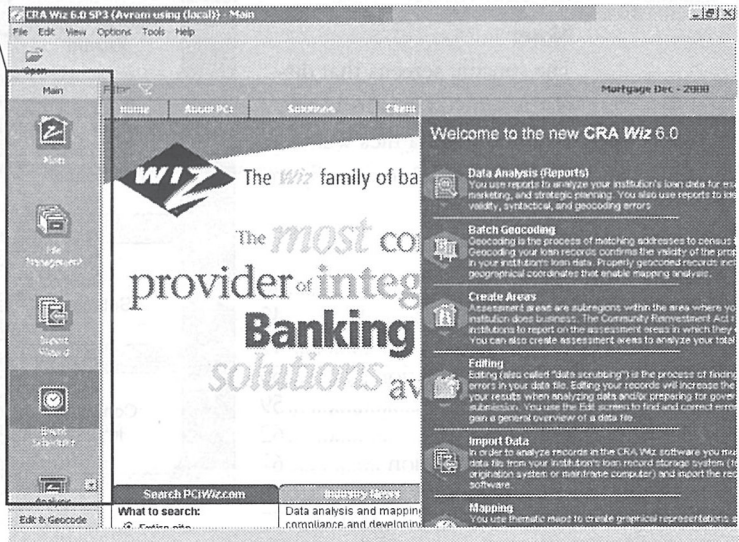 CRA Wiz 6.0 SP3 (Avram using (local)) - Main
File Edit View Options Tools Help
Open
Main
Filter
Mortgage Dec - 2000
Home About PCi Solutions Client
Main
File
Management
Import
Wizard
Event
Scheduler
Analysis
Edit & Geocode
WIZ
The Wiz family of ba
The most co
provider of integ
Banking
solutions av
Search PCiWiz.com
Industry News
What to search:
Entire site
Data analysis and mapping
compliance and developing
Welcome to the new CRA Wiz 6.0
Data Analysis (Reports)
You use reports to analyze your institution's loan data for exa
marketing, and strategic planning. You also use reports to ide
validity, syntactical, and geocoding errors
Batch Geocoding
Geocoding is the process of matching addresses to census t
Geocoding your loan records confirms the validity of the prop
in your institution's loan data. Properly geocoded records incl
geographical coordinates that enable mapping analysis.
Create Areas
Assessment areas are subregions within the area where yo
institution does business. The Community Reinvestment Act r
institutions to report on the assessment areas in which they
You can also create assessment areas to analyze your total
Editing
Editing (also called "data scrubbing") is the process of finding
errors in your data file. Editing your records will increase the
your results when analyzing data and/or preparing for gover
submission. You use the Edit screen to find and correct error
gain a general overview of a data file.
Import Data
In order to analyze records in the CRA Wiz software you mus
data file from your institution's loan record storage system (
origination system or mainframe computer) and import the rec
software.
Mapping
You use thematic maps to create graphical representations